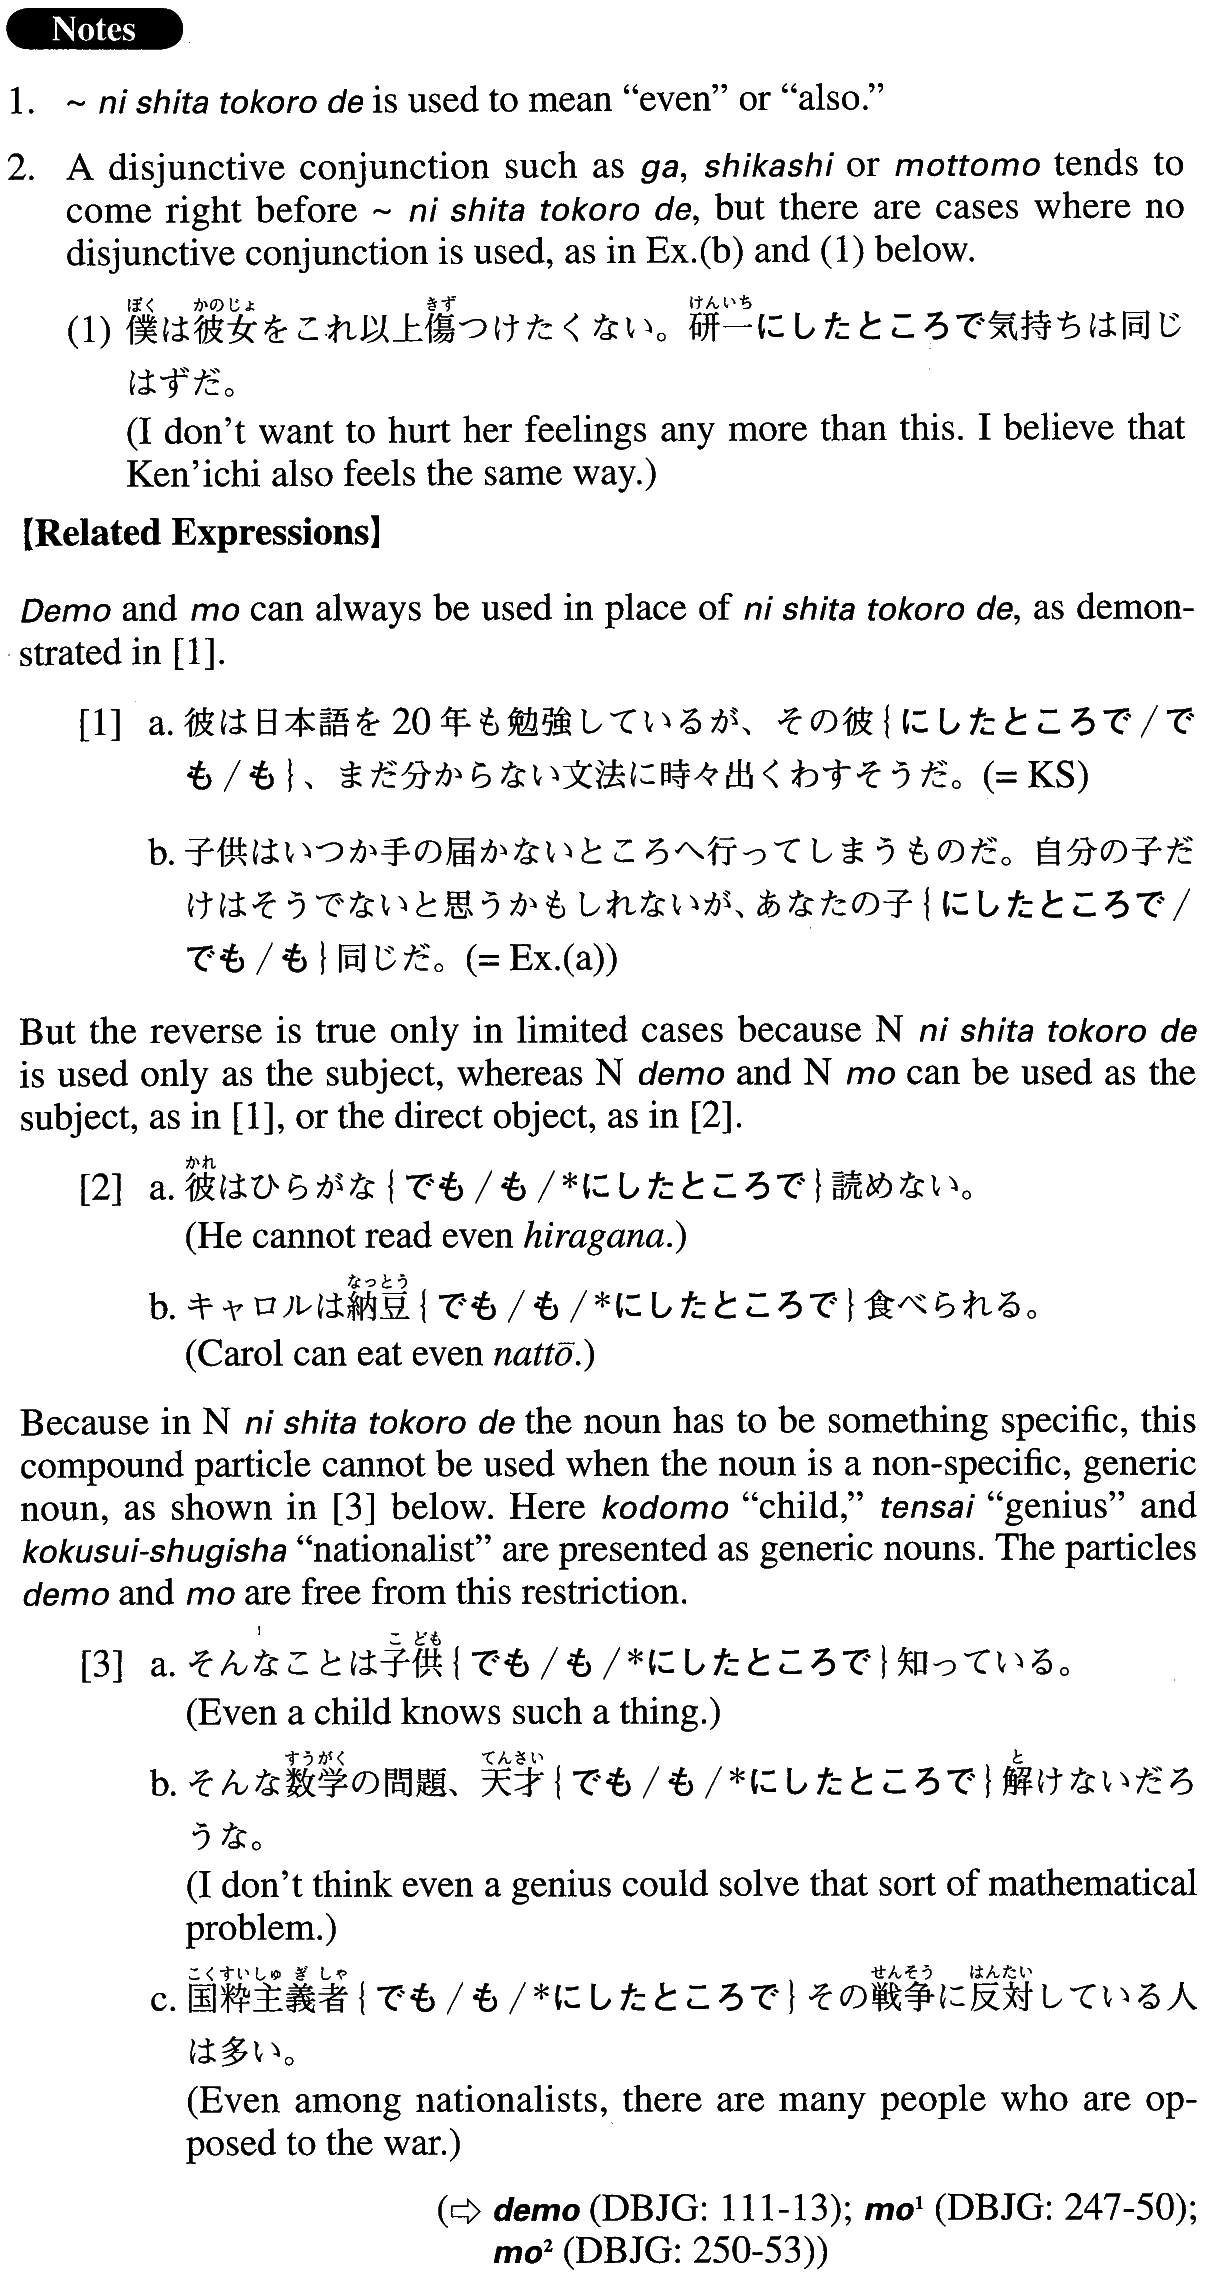 Notes
1. ~ ni shita tokoro de is used to mean “even” or “also.”
2. A disjunctive conjunction such as ga, shikashi or mottomo tends to
come right before ~ ni shita tokoro de, but there are cases where no
disjunctive conjunction is used, as in Ex.(b) and (1) below.
ぼく かのじょ きず けんいち
(1) 僕は彼女をこれ以上傷つけたくない。研一にしたところで気持ちは同じ
はずだ。
(I don’t want to hurt her feelings any more than this. I believe that
Ken’ichi also feels the same way.)
【Related Expressions】
Demo and mo can always be used in place of ni shita tokoro de, as demon-
strated in [1].
[1] a. 彼は日本語を 20 年も勉強しているが、その彼{にしたところで/で
も/も}、まだ分からない文法に時々出くわすそうだ。(= KS)
b. 子供はいつか手の届かないところへ行ってしまうものだ。自分の子だ
けはそうでないと思うかもしれないが、あなたの子{にしたところで/
でも/も}同じだ。(= Ex.(a))
But the reverse is true only in limited cases because N ni shita tokoro de
is used only as the subject, whereas N demo and N mo can be used as the
subject, as in [1], or the direct object, as in [2].
かれ
[2] a. 彼はひらがな{でも/も/*にしたところで}読めない。
(He cannot read even hiragana.)
なっとう
b. キャロルは納豆{でも/も/*にしたところで}食べられる。
(Carol can eat even nattō.)
Because in N ni shita tokoro de the noun has to be something specific, this
compound particle cannot be used when the noun is a non-specific, generic
noun, as shown in [3] below. Here kodomo “child,” tensai “genius” and
kokusui-shugisha “nationalist” are presented as generic nouns. The particles
demo and mo are free from this restriction.
こ ども
[3] a. そんなことは子供{でも/も/*にしたところで}知っている。
(Even a child knows such a thing.)
すうがく てんさい と
b. そんな数学の問題、天才{でも/も/*にしたところで}解けないだろ
うな。
(I don’t think even a genius could solve that sort of mathematical
problem.)
こくすいしゅ ぎ しゃ せんそう はんたい
c. 国粋主義者{でも/も/*にしたところで}その戦争に反対している人
は多い。
(Even among nationalists, there are many people who are op-
posed to the war.)
(⇨ demo (DBJG: 111-13); mo¹ (DBJG: 247-50);
mo² (DBJG: 250-53))